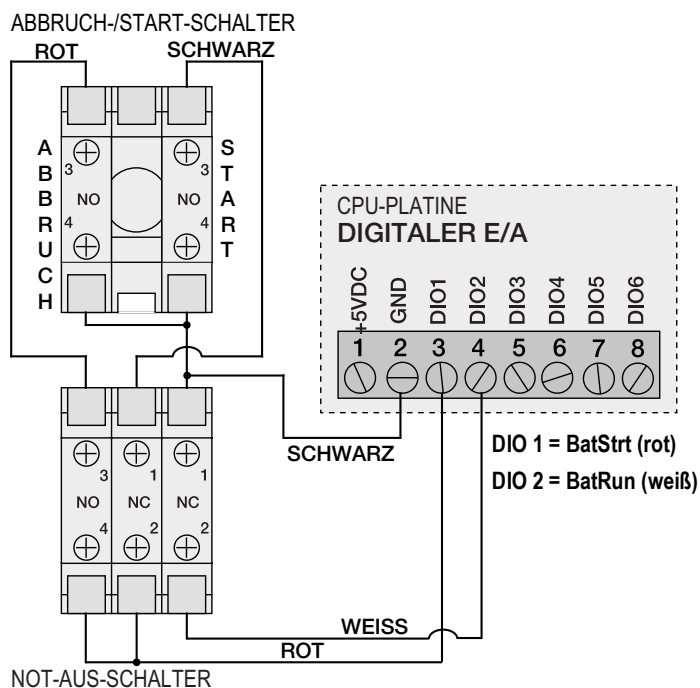 ABBRUCH-/START-SCHALTER
ROT
SCHWARZ
ABBRUCH
3
NO
4
3
NO
4
START
CPU-PLATINE
DIGITALER E/A
+5VDC GND DIO1 DIO2 DIO3 DIO4 DIO5 DIO6
1 2 3 4 5 6 7 8
SCHWARZ
DIO 1 = BatStrt (rot)
DIO 2 = BatRun (weiß)
3 1 1
NO NC NC
4 2 2
WEISS
ROT
NOT-AUS-SCHALTER